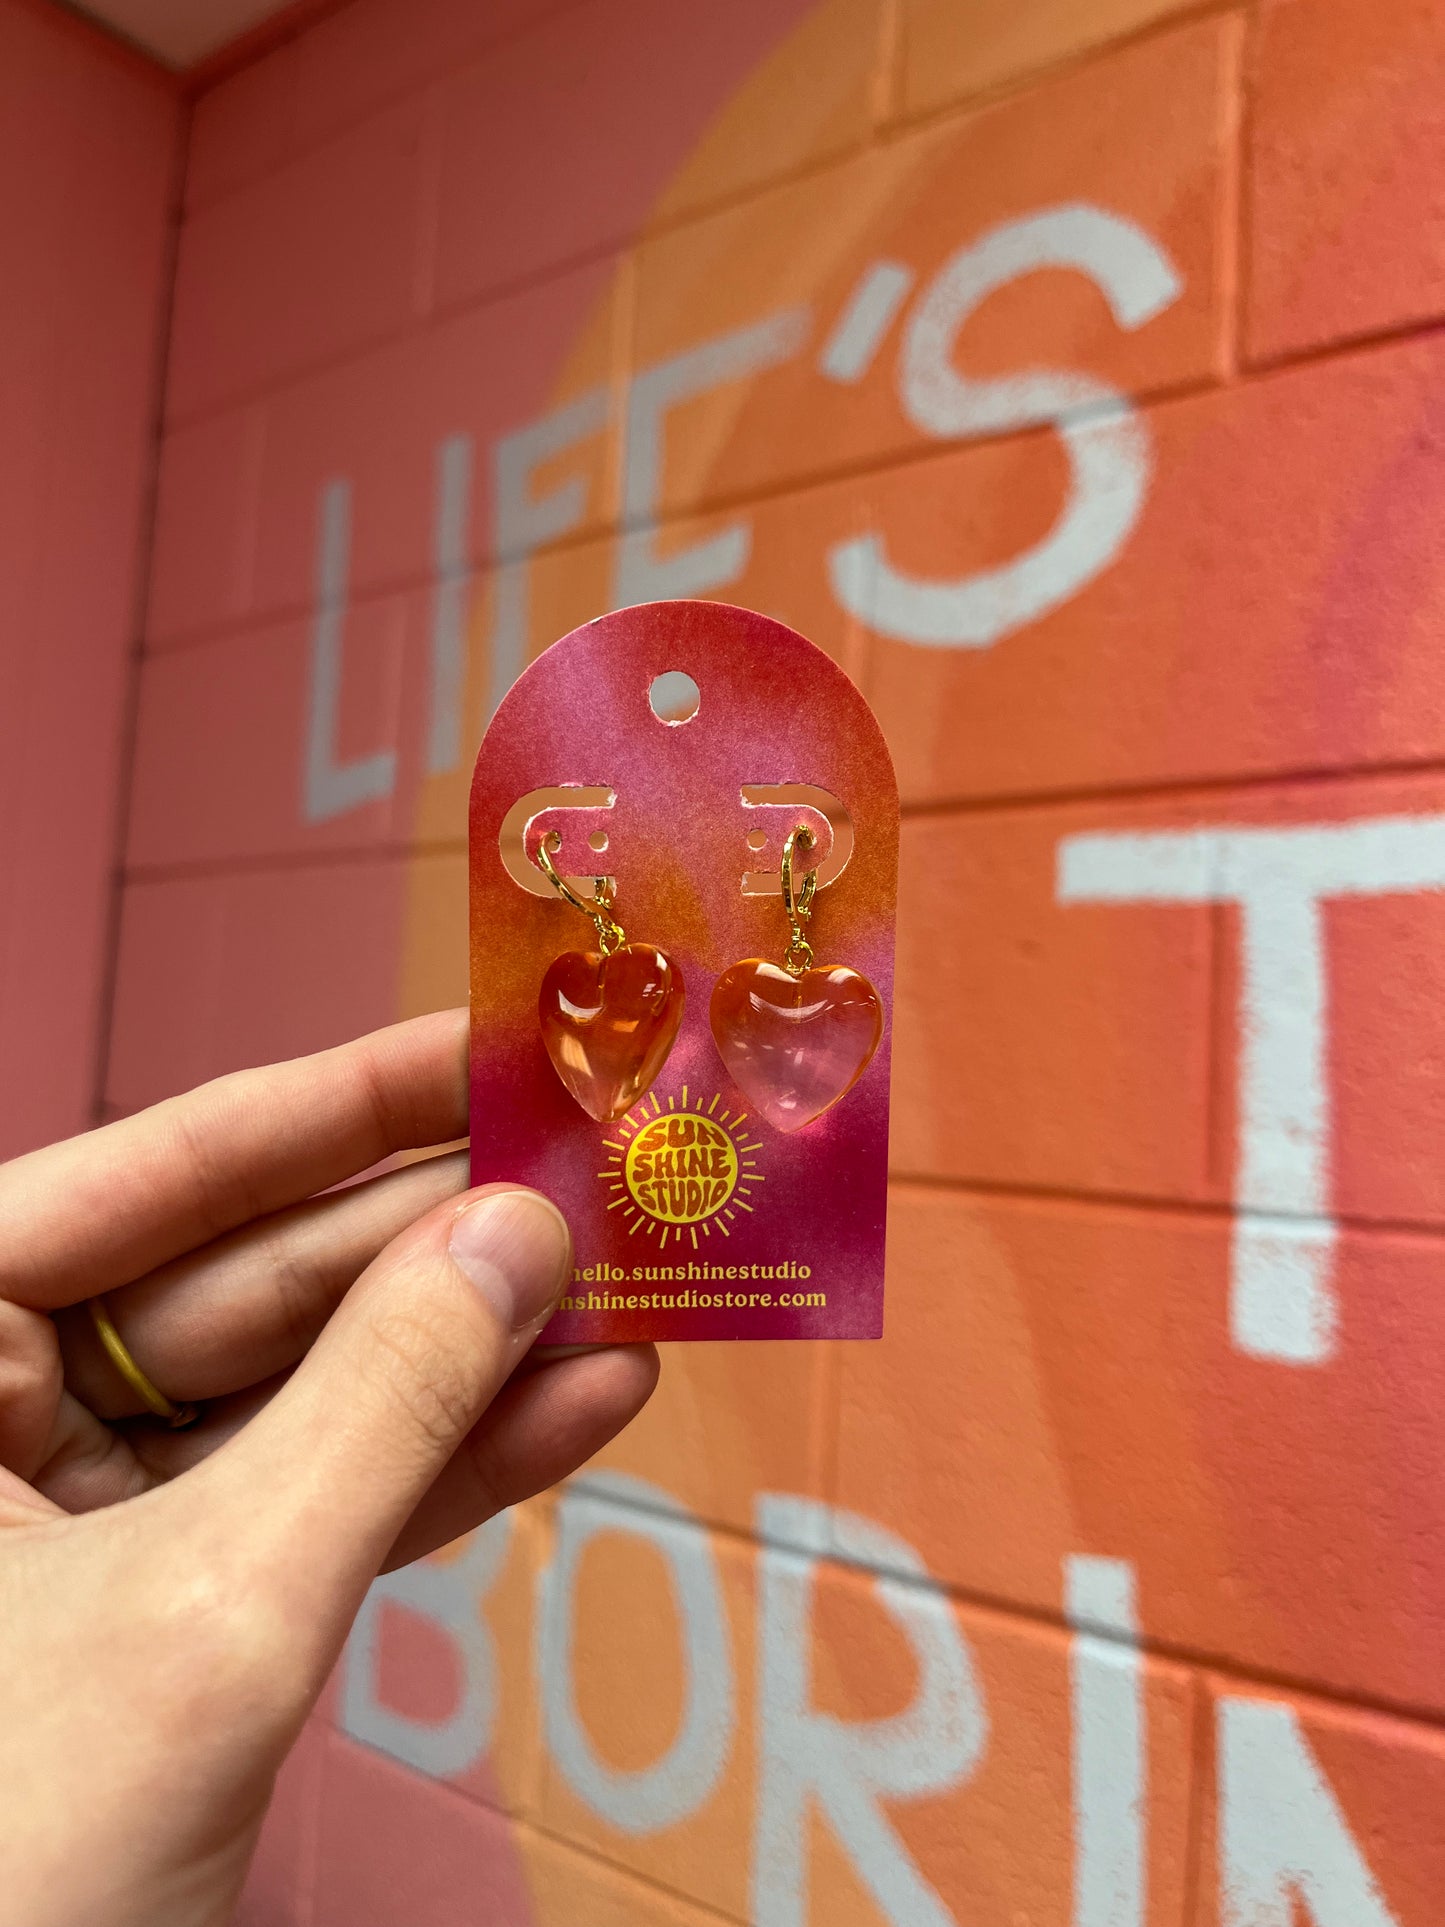 LIFE'S
T
BORIN
SUN
SHINE
STUDIO
hello.sunshinestudio
nshinestudiostore.com